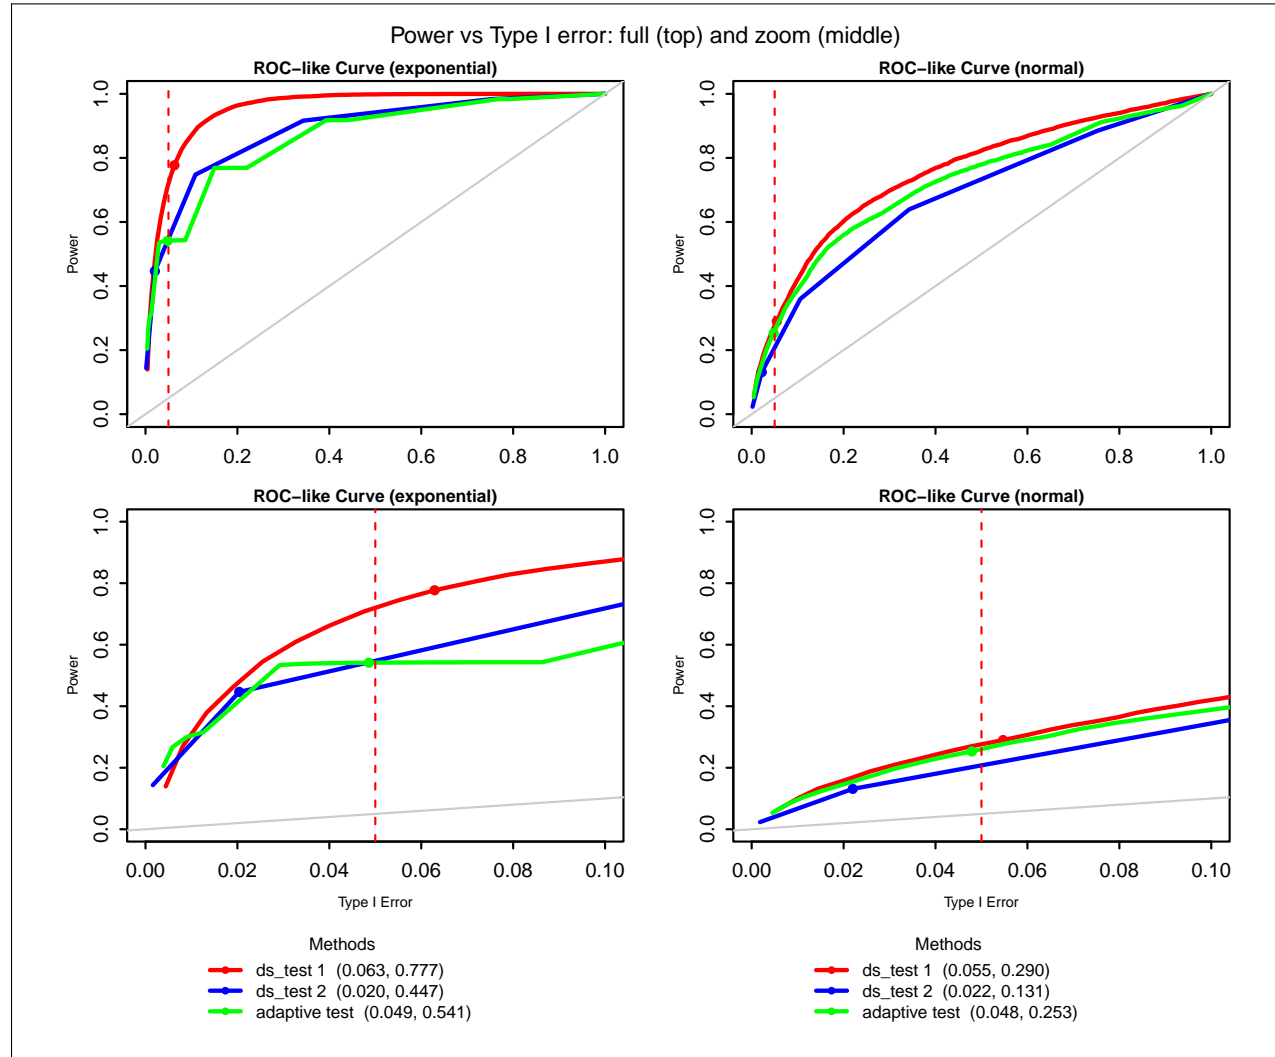 Power vs Type I error: full (top) and zoom (middle)
ROC−like Curve (exponential)
Power
0.0 0.2 0.4 0.6 0.8 1.0
0.0 0.2 0.4 0.6 0.8 1.0
ROC−like Curve (normal)
Power
0.0 0.2 0.4 0.6 0.8 1.0
0.0 0.2 0.4 0.6 0.8 1.0
ROC−like Curve (exponential)
Power
0.0 0.2 0.4 0.6 0.8 1.0
0.00 0.02 0.04 0.06 0.08 0.10
Type I Error
ROC−like Curve (normal)
Power
0.0 0.2 0.4 0.6 0.8 1.0
0.00 0.02 0.04 0.06 0.08 0.10
Type I Error
Methods
ds_test 1 (0.063, 0.777)
ds_test 2 (0.020, 0.447)
adaptive test (0.049, 0.541)
Methods
ds_test 1 (0.055, 0.290)
ds_test 2 (0.022, 0.131)
adaptive test (0.048, 0.253)